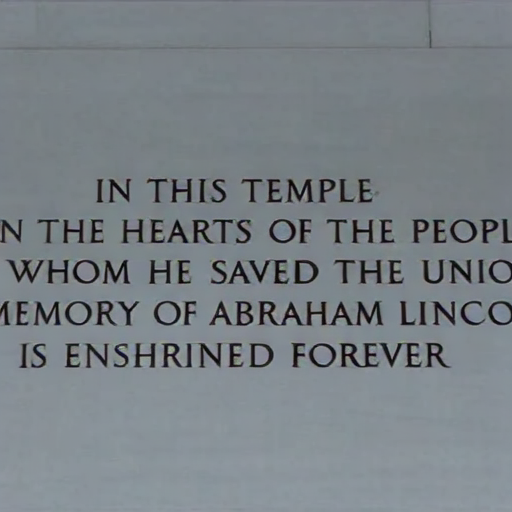 IN THIS TEMPLE
N THE HEARTS OF THE PEOPL
WHOM HE SAVED THE UNIO
MEMORY OF ABRAHAM LINCO
IS ENSHRINED FOREVER